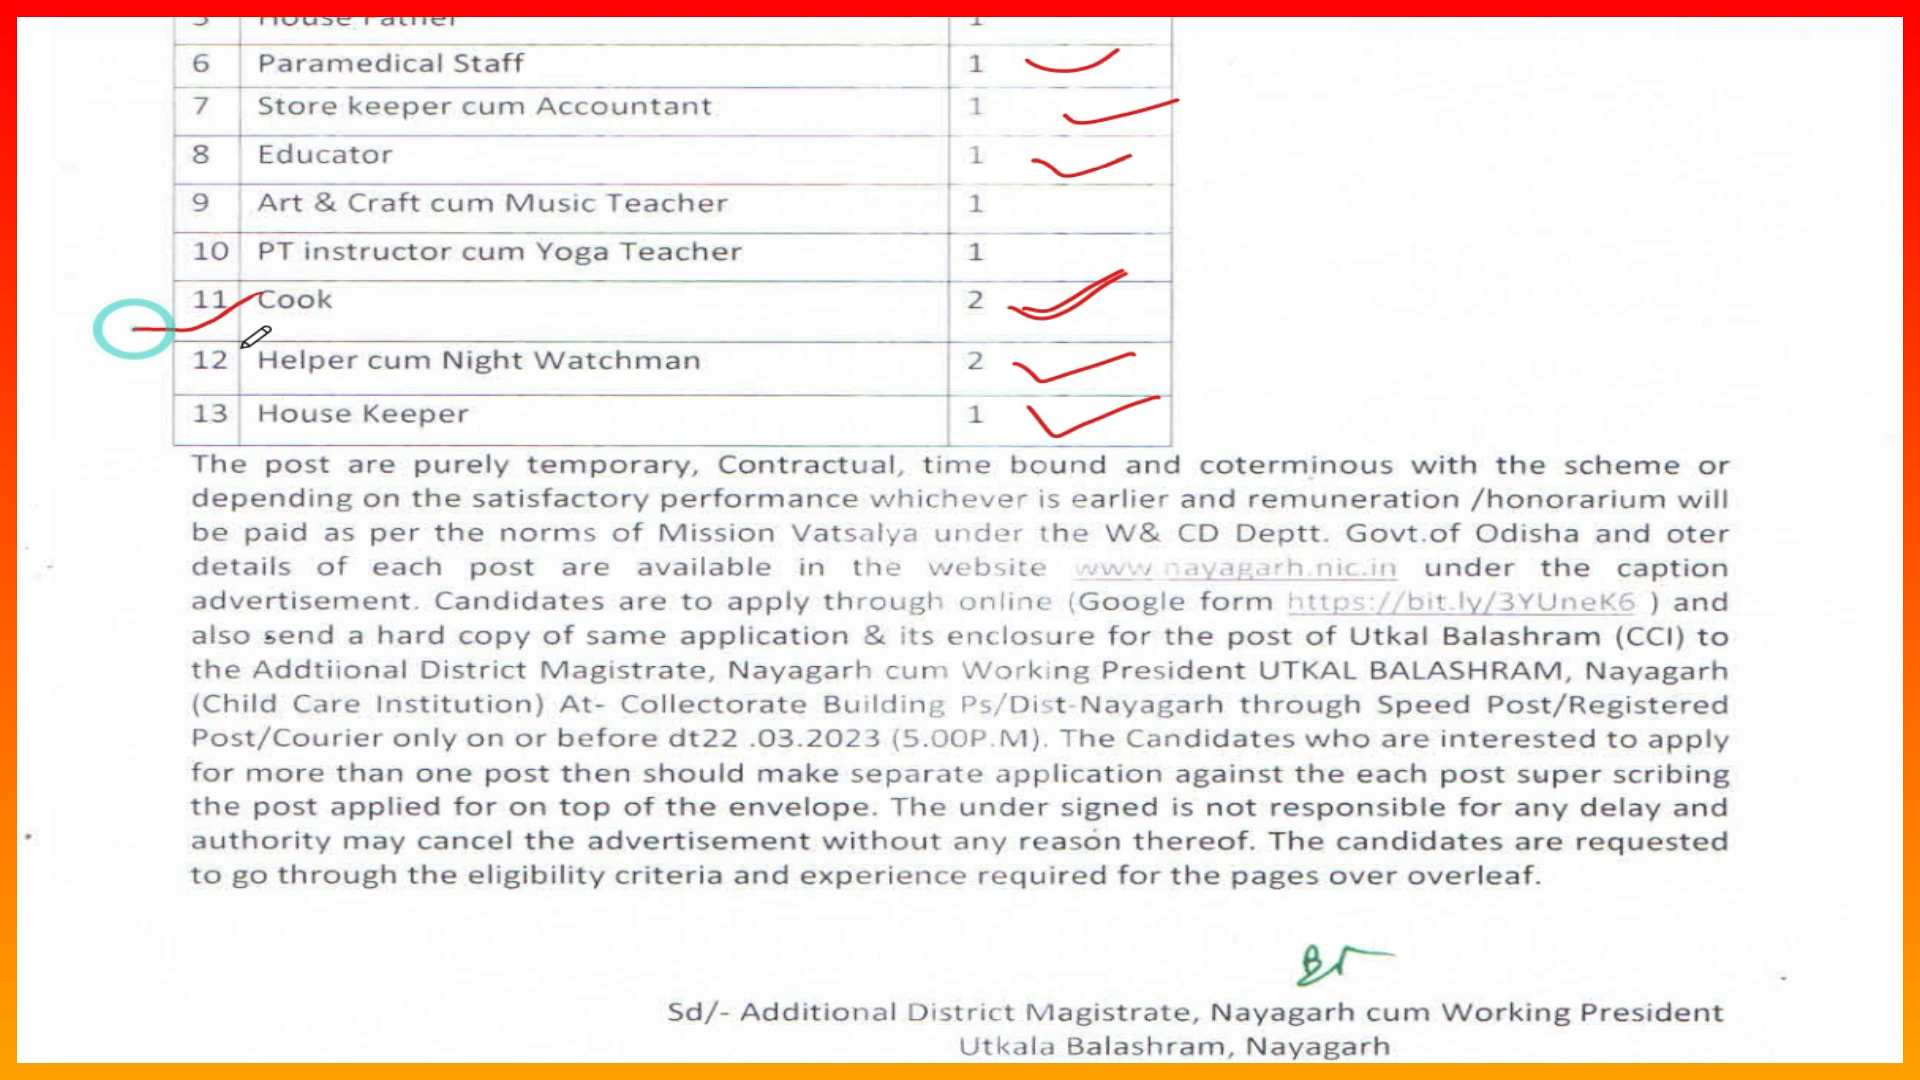 5 House Father 1
6 Paramedical Staff 1
7 Store keeper cum Accountant 1
8 Educator 1
9 Art & Craft cum Music Teacher 1
10 PT instructor cum Yoga Teacher 1
11 Cook 2
12 Helper cum Night Watchman 2
13 House Keeper 1
The post are purely temporary, Contractual, time bound and coterminous with the scheme or
depending on the satisfactory performance whichever is earlier and remuneration /honorarium will
be paid as per the norms of Mission Vatsalya under the W& CD Deptt. Govt.of Odisha and oter
details of each post are available in the website www.nayagarh.nic.in under the caption
advertisement. Candidates are to apply through online (Google form https://bit.ly/3YUneK6 ) and
also send a hard copy of same application & its enclosure for the post of Utkal Balashram (CCI) to
the Addtiional District Magistrate, Nayagarh cum Working President UTKAL BALASHRAM, Nayagarh
(Child Care Institution) At- Collectorate Building Ps/Dist-Nayagarh through Speed Post/Registered
Post/Courier only on or before dt22 .03.2023 (5.00P.M). The Candidates who are interested to apply
for more than one post then should make separate application against the each post super scribing
the post applied for on top of the envelope. The under signed is not responsible for any delay and
authority may cancel the advertisement without any reason thereof. The candidates are requested
to go through the eligibility criteria and experience required for the pages over overleaf.
Sd/- Additional District Magistrate, Nayagarh cum Working President
Utkala Balashram, Nayagarh